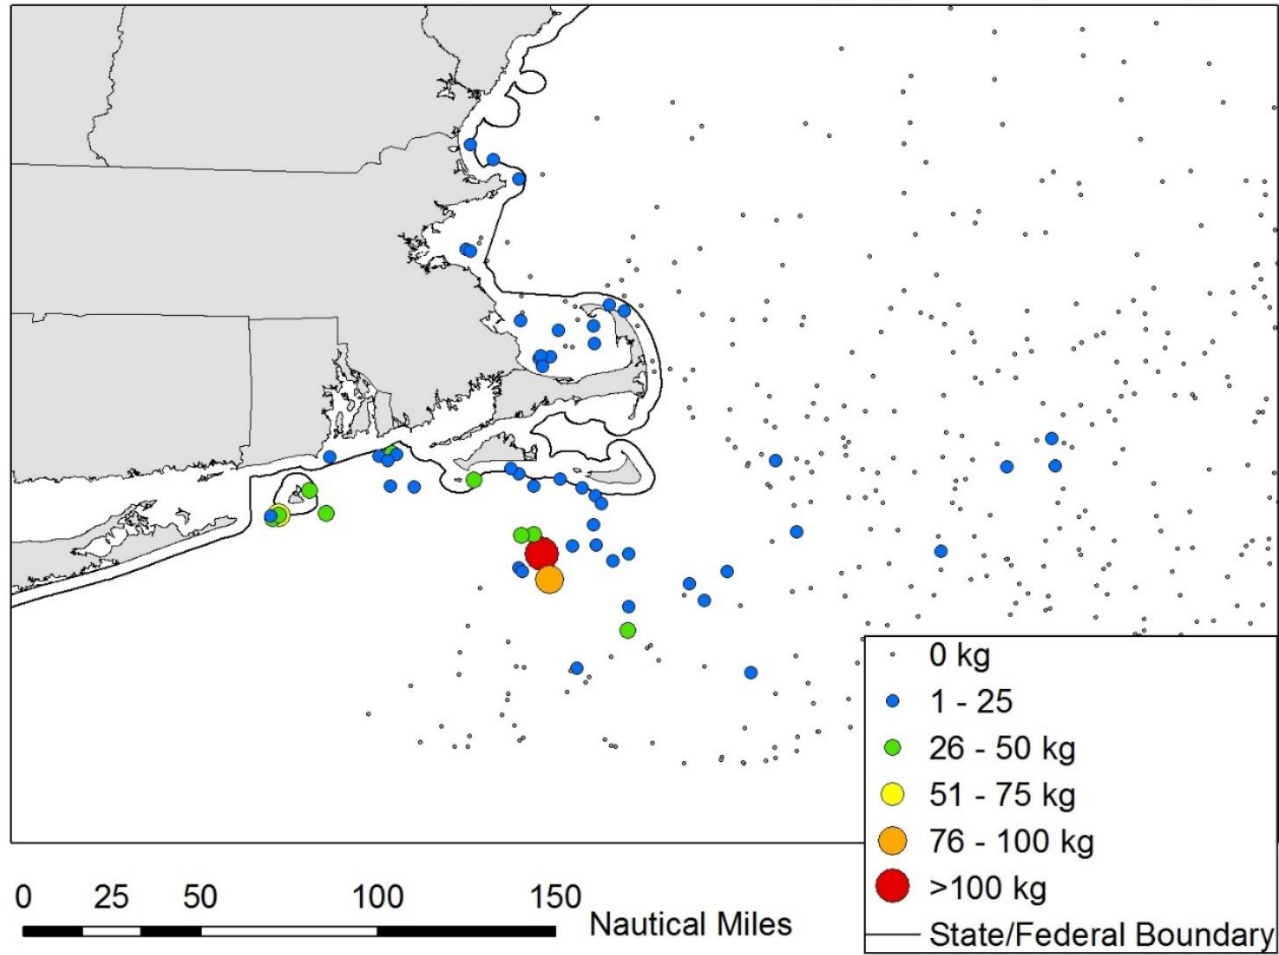 0 kg
1 - 25
26 - 50 kg
51 - 75 kg
76 - 100 kg
>100 kg
State/Federal Boundary
0 25 50 100 150
Nautical Miles